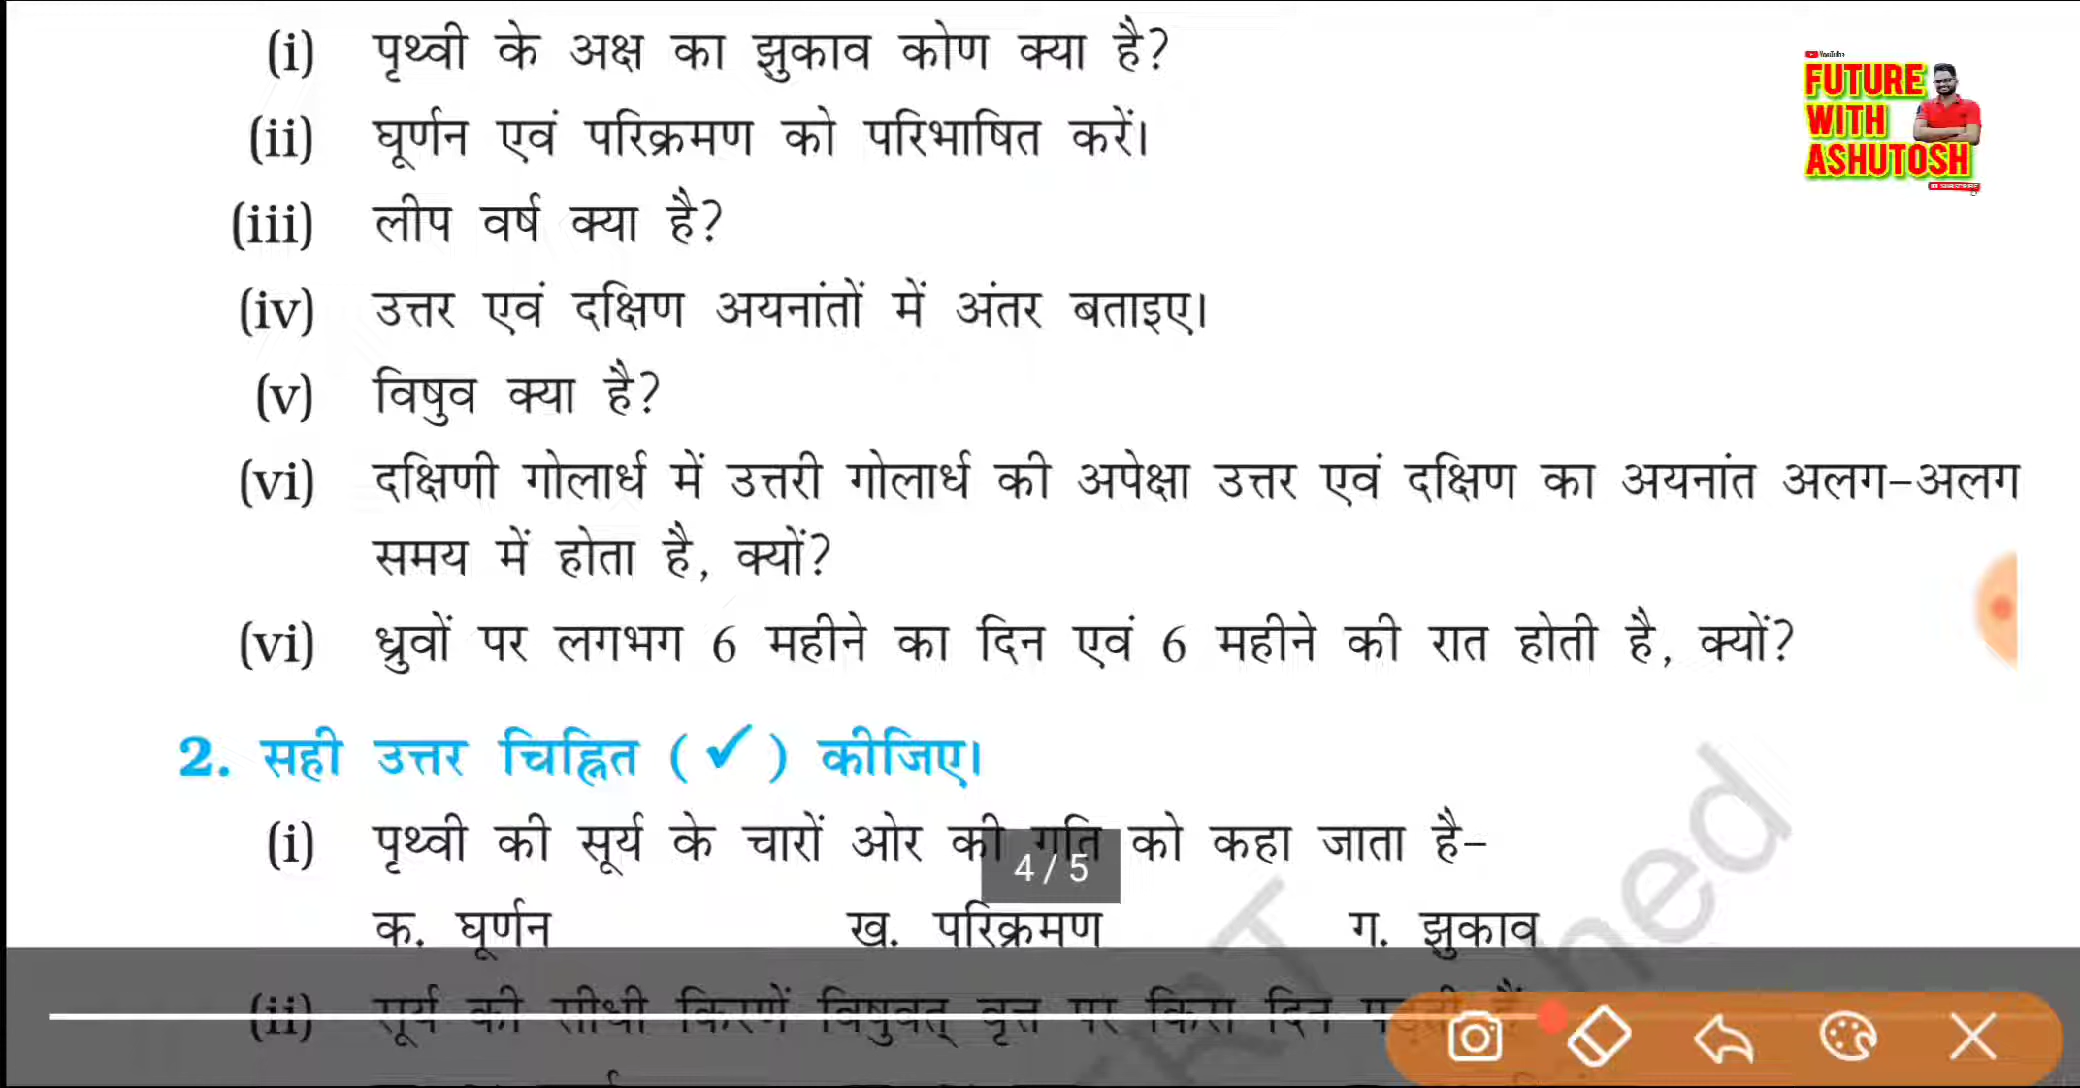 (i) पृथ्वी के अक्ष का झुकाव कोण क्या है?
YouTube
FUTURE
WITH
ASHUTOSH
SUBSCRIBE
(ii) घूर्णन एवं परिक्रमण को परिभाषित करें।
(iii) लीप वर्ष क्या है?
(iv) उत्तर एवं दक्षिण अयनांतों में अंतर बताइए।
(v) विषुव क्या है?
(vi) दक्षिणी गोलार्ध में उत्तरी गोलार्ध की अपेक्षा उत्तर एवं दक्षिण का अयनांत अलग-अलग
समय में होता है, क्यों?
(vi) ध्रुवों पर लगभग 6 महीने का दिन एवं 6 महीने की रात होती है, क्यों?
2. सही उत्तर चिह्नित (✓) कीजिए।
(i) पृथ्वी की सूर्य के चारों ओर की गति को कहा जाता है-
4/5
क. घूर्णन ख. परिक्रमण ग. झुकाव
(ii) सूर्य की सीधी किरणें विषुवत् वृत्त पर किस दिन पड़ती हैं